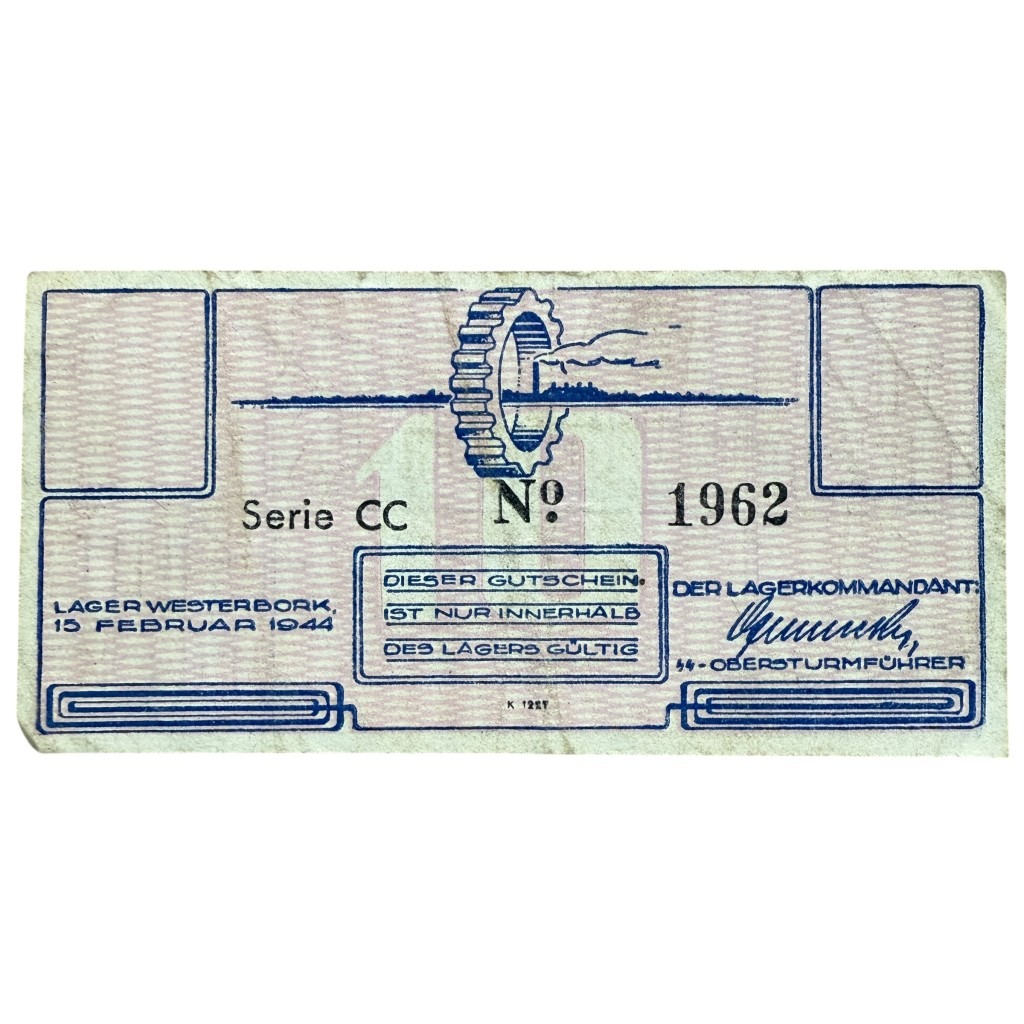 10
Serie CC Nº 1962
DIESER GUTSCHEIN
IST NUR INNERHALB
DES LAGERS GÜLTIG
LAGER WESTERBORK,
15 FEBRUAR 1944
DER LAGERKOMMANDANT:
SS-OBERSTURMFÜHRER